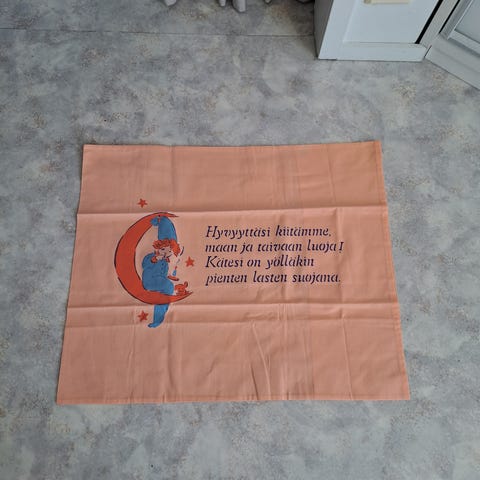 Hyvyyttäsi kiitämme,
maan ja taivaan luoja!
Kätesi on yölläkin
pienten lasten suojana.